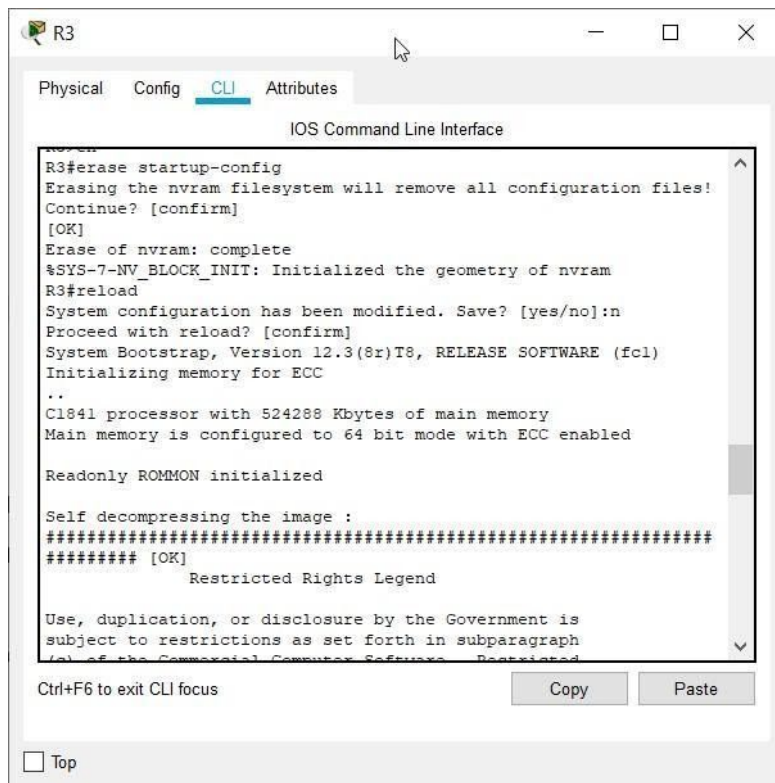 R3
Physical Config CLI Attributes
IOS Command Line Interface
R3#erase startup-config
Erasing the nvram filesystem will remove all configuration files!
Continue? [confirm]
[OK]
Erase of nvram: complete
%SYS-7-NV_BLOCK_INIT: Initialized the geometry of nvram
R3#reload
System configuration has been modified. Save? [yes/no]:n
Proceed with reload? [confirm]
System Bootstrap, Version 12.3(8r)T8, RELEASE SOFTWARE (fc1)
Initializing memory for ECC
..
C1841 processor with 524288 Kbytes of main memory
Main memory is configured to 64 bit mode with ECC enabled
Readonly ROMMON initialized
Self decompressing the image :
################################################################
######### [OK]
Restricted Rights Legend
Use, duplication, or disclosure by the Government is
subject to restrictions as set forth in subparagraph
(c) of the Commercial Computer Software - Restricted
Ctrl+F6 to exit CLI focus
Copy Paste
Top